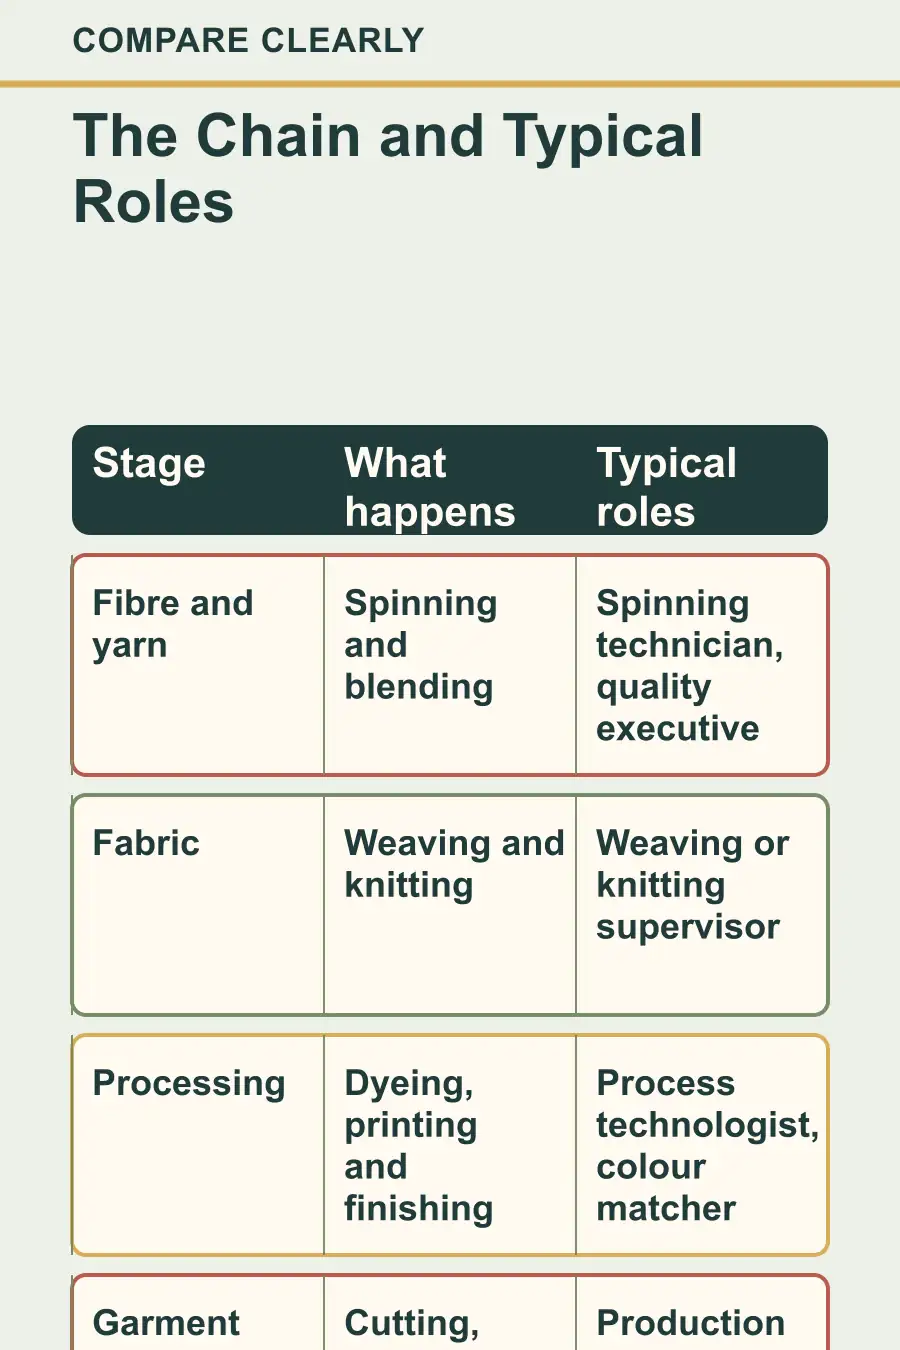 COMPARE CLEARLY
The Chain and Typical
Roles
Stage
What
happens
Typical
roles
Fibre and
yarn
Spinning
and
blending
Spinning
technician,
quality
executive
Fabric
Weaving and
knitting
Weaving or
knitting
supervisor
Processing
Dyeing,
printing
and
finishing
Process
technologist,
colour
matcher
Garment
Cutting,
Production